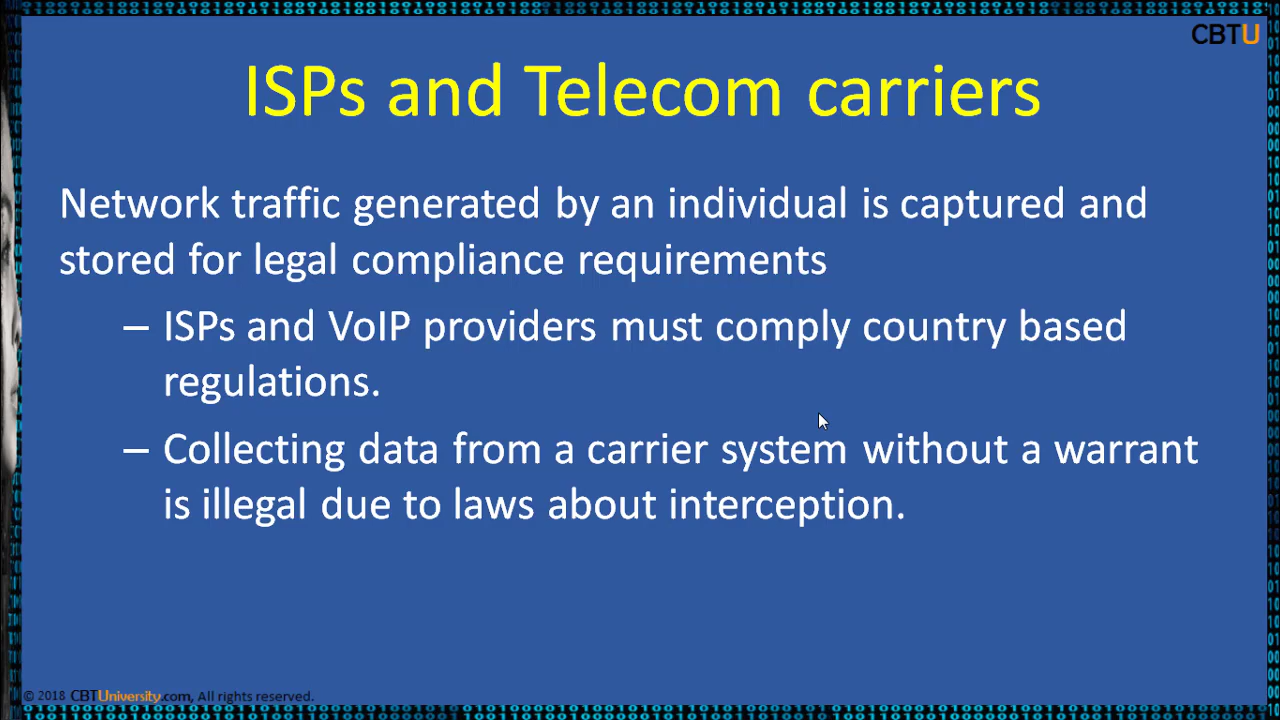 CBTU
ISPs and Telecom carriers
Network traffic generated by an individual is captured and
stored for legal compliance requirements
– ISPs and VoIP providers must comply country based
regulations.
– Collecting data from a carrier system without a warrant
is illegal due to laws about interception.
© 2018 CBTUniversity.com, All rights reserved.